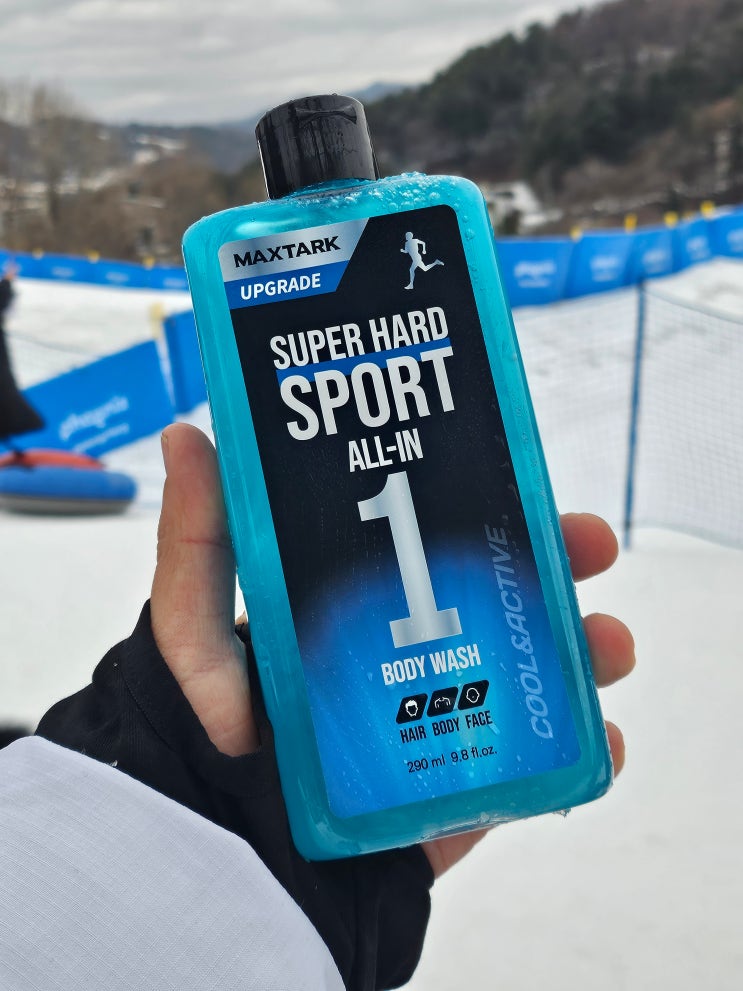 MAXTARK
UPGRADE
SUPER HARD
SPORT
ALL-IN
1
BODY WASH
COOL&ACTIVE
HAIR BODY FACE
290 ml 9.8 fl.oz.
phoenix